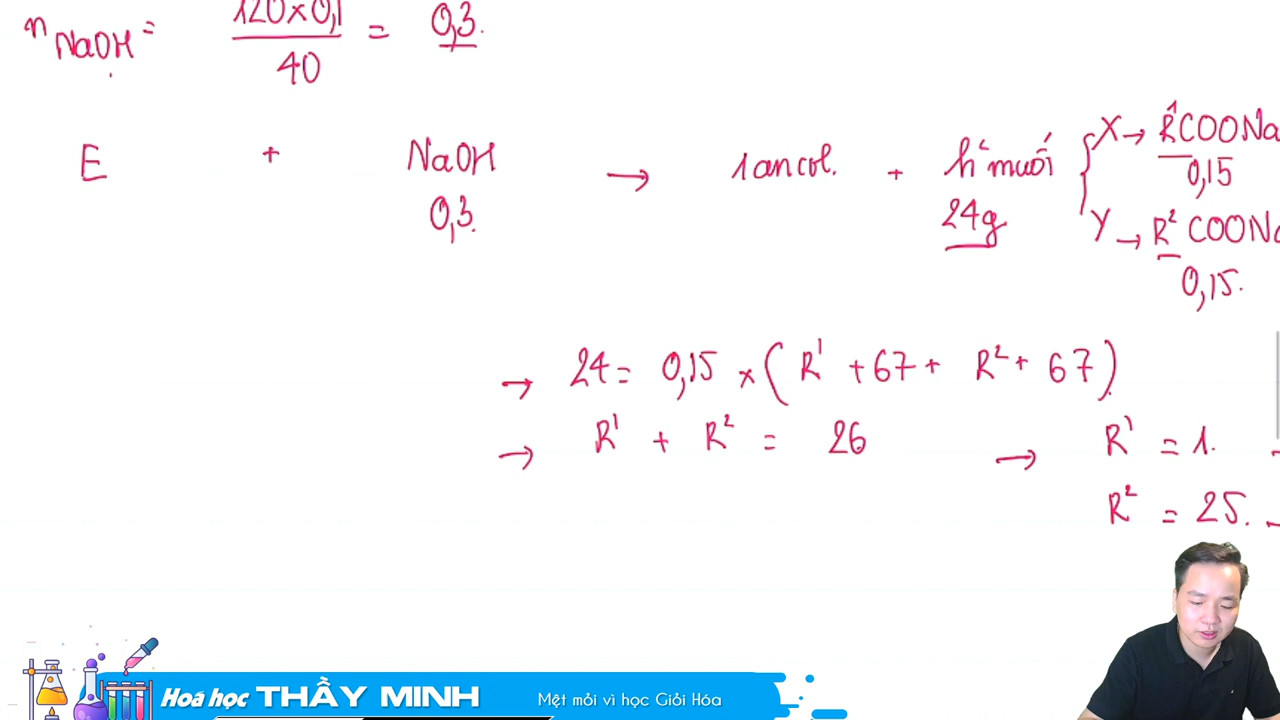 n NaOH = 120×0,1 / 40 = 0,3.
E + NaOH → 1 ancol. + h² muối { X → R¹COONa
0,3. 24g 0,15
Y → R² COONa
0,15.
→ 24 = 0,15 × ( R¹ + 67 + R² + 67 )
→ R¹ + R² = 26 → R¹ = 1.
R² = 25.
Hoá học THẦY MINH Mệt mỏi vì học Giỏi Hóa